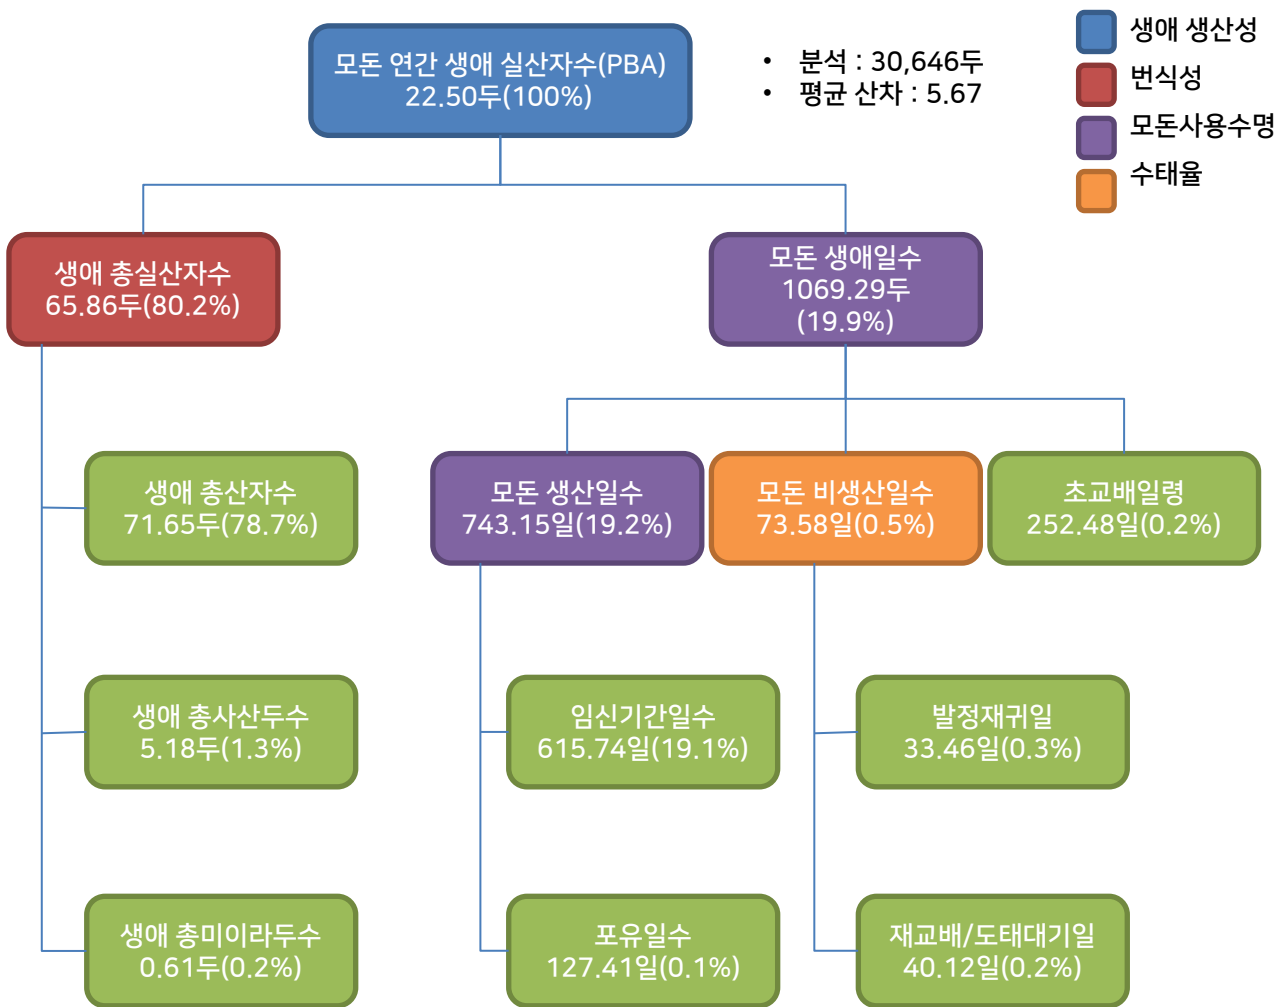 모돈 연간 생애 실산자수(PBA)
22.50두(100%)
• 분석 : 30,646두
• 평균 산차 : 5.67
생애 생산성
번식성
모돈사용수명
수태율
생애 총실산자수
65.86두(80.2%)
모돈 생애일수
1069.29두
(19.9%)
생애 총산자수
71.65두(78.7%)
모돈 생산일수
743.15일(19.2%)
모돈 비생산일수
73.58일(0.5%)
초교배일령
252.48일(0.2%)
생애 총사산두수
5.18두(1.3%)
임신기간일수
615.74일(19.1%)
발정재귀일
33.46일(0.3%)
생애 총미이라두수
0.61두(0.2%)
포유일수
127.41일(0.1%)
재교배/도태대기일
40.12일(0.2%)